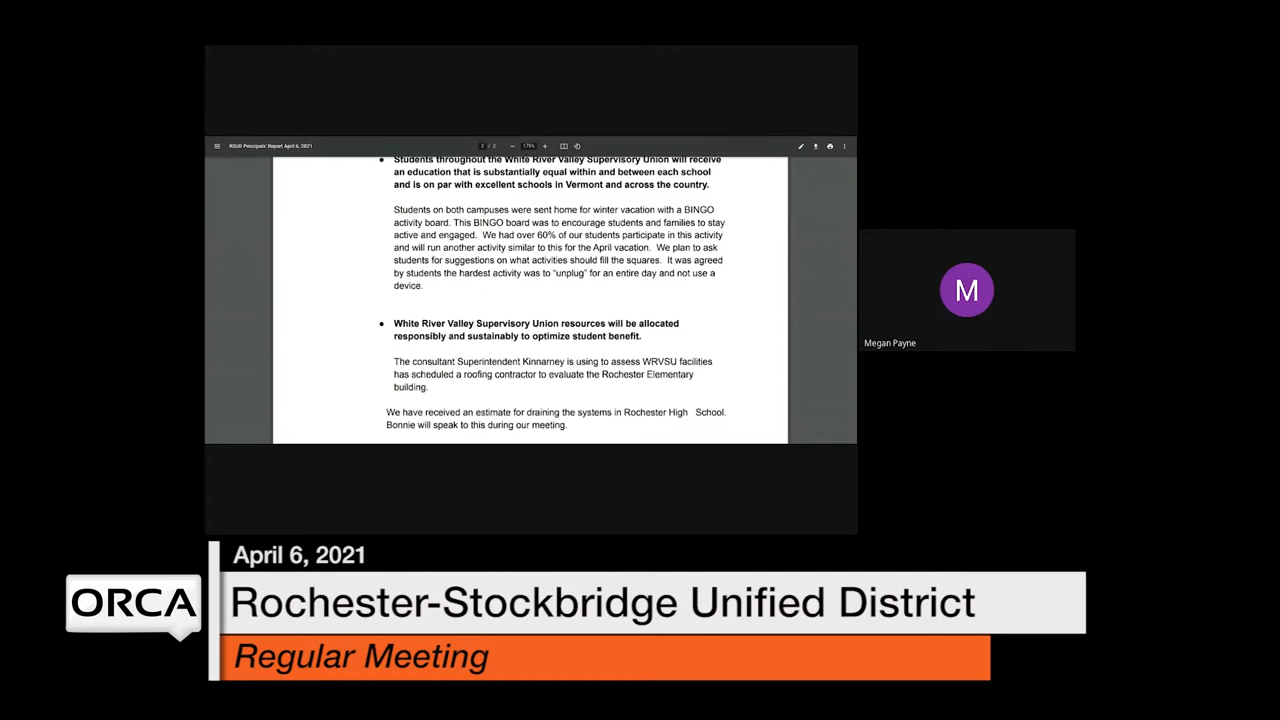 RSUD Principals' Report April 6, 2021
2 / 2
175%
Students throughout the White River Valley Supervisory Union will receive
an education that is substantially equal within and between each school
and is on par with excellent schools in Vermont and across the country.
Students on both campuses were sent home for winter vacation with a BINGO
activity board. This BINGO board was to encourage students and families to stay
active and engaged. We had over 60% of our students participate in this activity
and will run another activity similar to this for the April vacation. We plan to ask
students for suggestions on what activities should fill the squares. It was agreed
by students the hardest activity was to “unplug” for an entire day and not use a
device.
White River Valley Supervisory Union resources will be allocated
responsibly and sustainably to optimize student benefit.
The consultant Superintendent Kinnarney is using to assess WRVSU facilities
has scheduled a roofing contractor to evaluate the Rochester Elementary
building.
We have received an estimate for draining the systems in Rochester High School.
Bonnie will speak to this during our meeting.
M
Megan Payne
April 6, 2021
ORCA
Rochester-Stockbridge Unified District
Regular Meeting